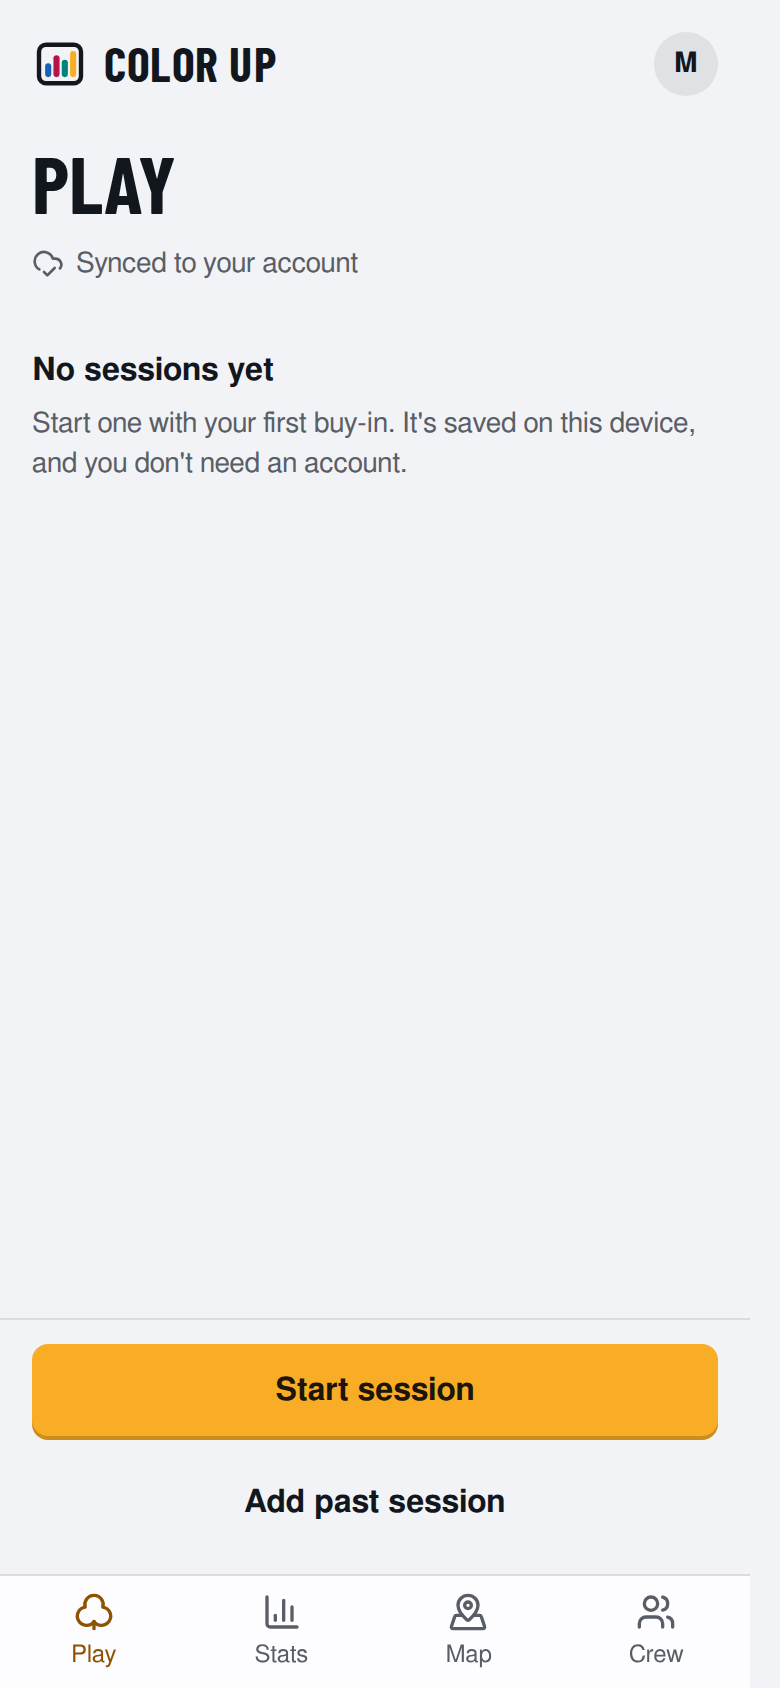 COLOR UP
M
PLAY
Synced to your account
No sessions yet
Start one with your first buy-in. It's saved on this device,
and you don't need an account.
Start session
Add past session
Play
Stats
Map
Crew